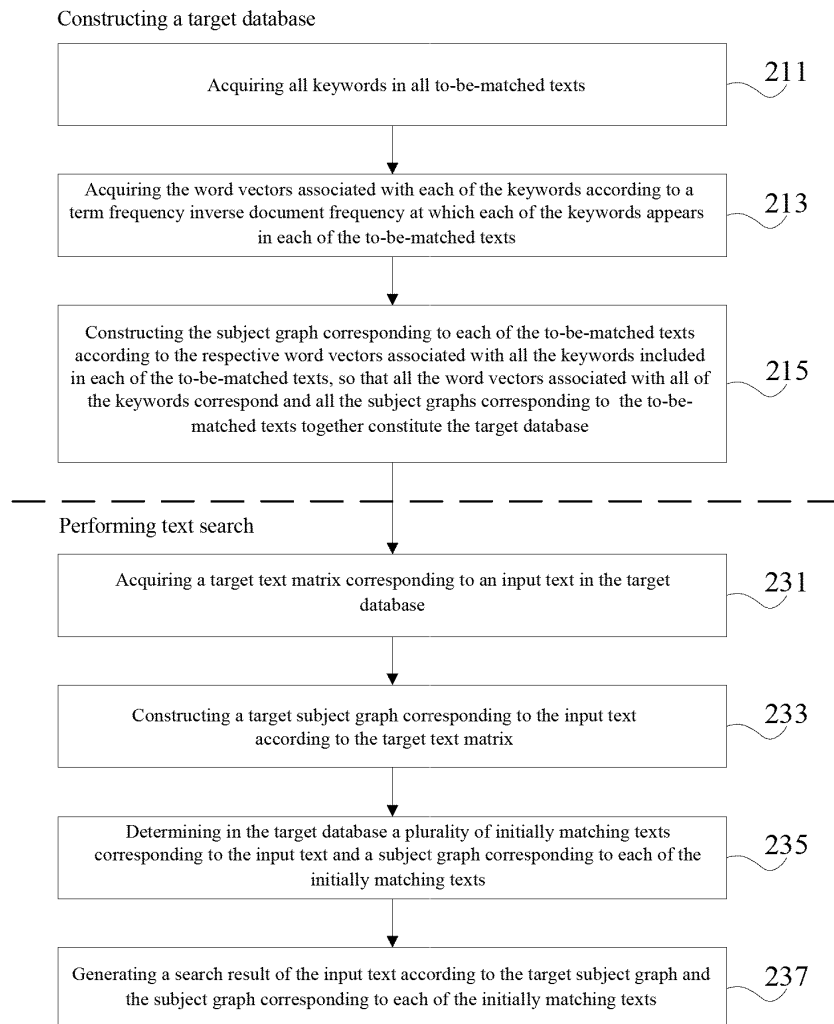 Constructing a target database
Acquiring all keywords in all to-be-matched texts
211
Acquiring the word vectors associated with each of the keywords according to a
term frequency inverse document frequency at which each of the keywords appears
in each of the to-be-matched texts
213
Constructing the subject graph corresponding to each of the to-be-matched texts
according to the respective word vectors associated with all the keywords included
in each of the to-be-matched texts, so that all the word vectors associated with all of
the keywords correspond and all the subject graphs corresponding to the to-be-
matched texts together constitute the target database
215
Performing text search
Acquiring a target text matrix corresponding to an input text in the target
database
231
Constructing a target subject graph corresponding to the input text
according to the target text matrix
233
Determining in the target database a plurality of initially matching texts
corresponding to the input text and a subject graph corresponding to each of the
initially matching texts
235
Generating a search result of the input text according to the target subject graph and
the subject graph corresponding to each of the initially matching texts
237